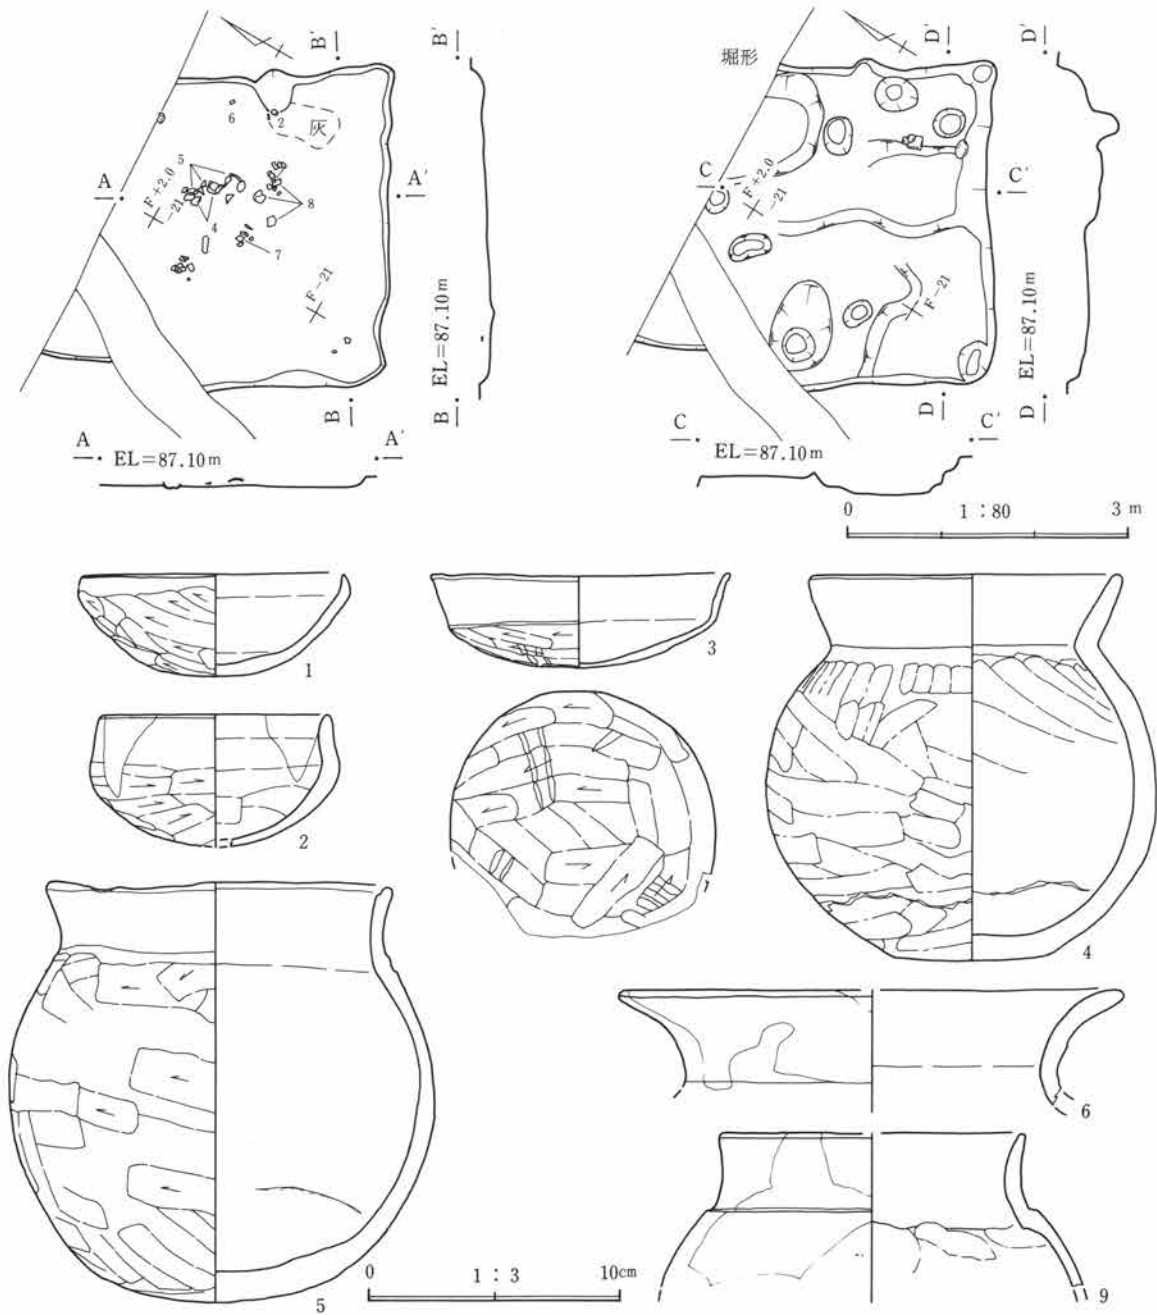 B'
B'
6
2
灰
5
A
F+2.0
-21
A'
4
8
7
F-21
EL=87.10m
B
B
A
A'
EL=87.10m
堀形
D'
D'
C
F+2.0
-21
C'
F-21
EL=87.10m
D
D
C
C'
EL=87.10m
0 1:80 3m
1
3
2
4
5
6
9
0 1:3 10cm